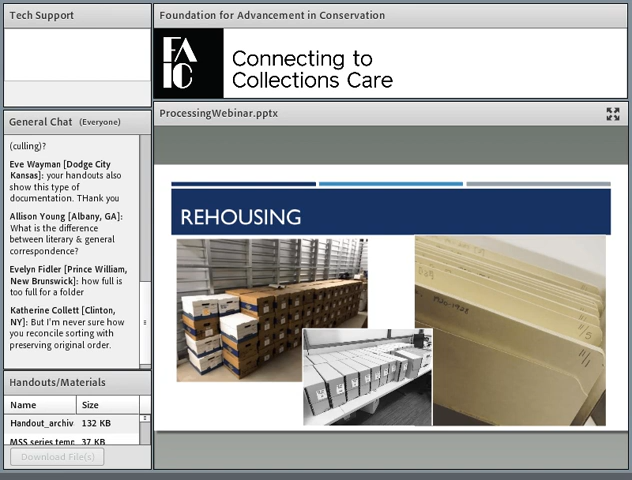 Tech Support
Foundation for Advancement in Conservation
FAIC
Connecting to
Collections Care
General Chat (Everyone)
(culling)?
Eve Wayman [Dodge City
Kansas]: your handouts also
show this type of
documentation. THank you
Allison Young [Albany, GA]:
What is the difference
between literary & general
correspondence?
Evelyn Fidler [Prince William,
New Brunswick]: how full is
too full for a folder
Katherine Collett [Clinton,
NY]: But I'm never sure how
you reconcile sorting with
preserving original order.
Handouts/Materials
Name Size
Handout_archiv 132 KB
MSS series temp 37 KB
Download File(s)
ProcessingWebinar.pptx
REHOUSING